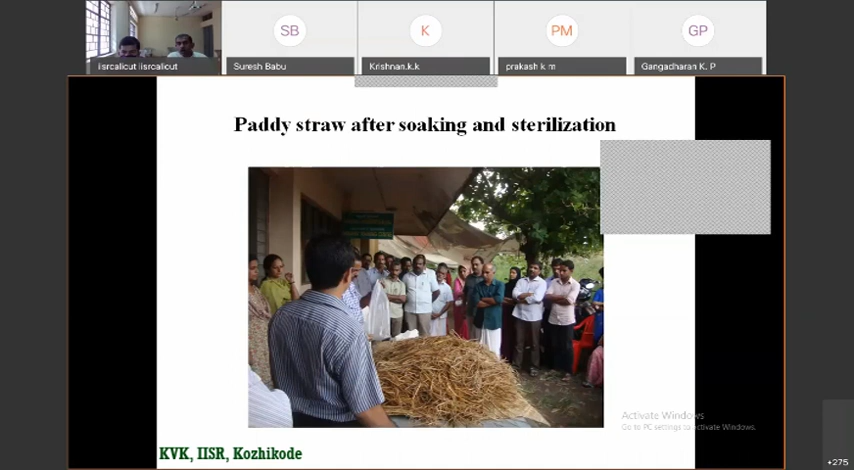 SB
K
PM
GP
iisrcalicut iisrcalicut
Suresh Babu
Krishnan.k.k
prakash k m
Gangadharan K. P
Paddy straw after soaking and sterilization
Activate Windows
Go to PC settings to activate Windows.
KVK, IISR, Kozhikode
+275